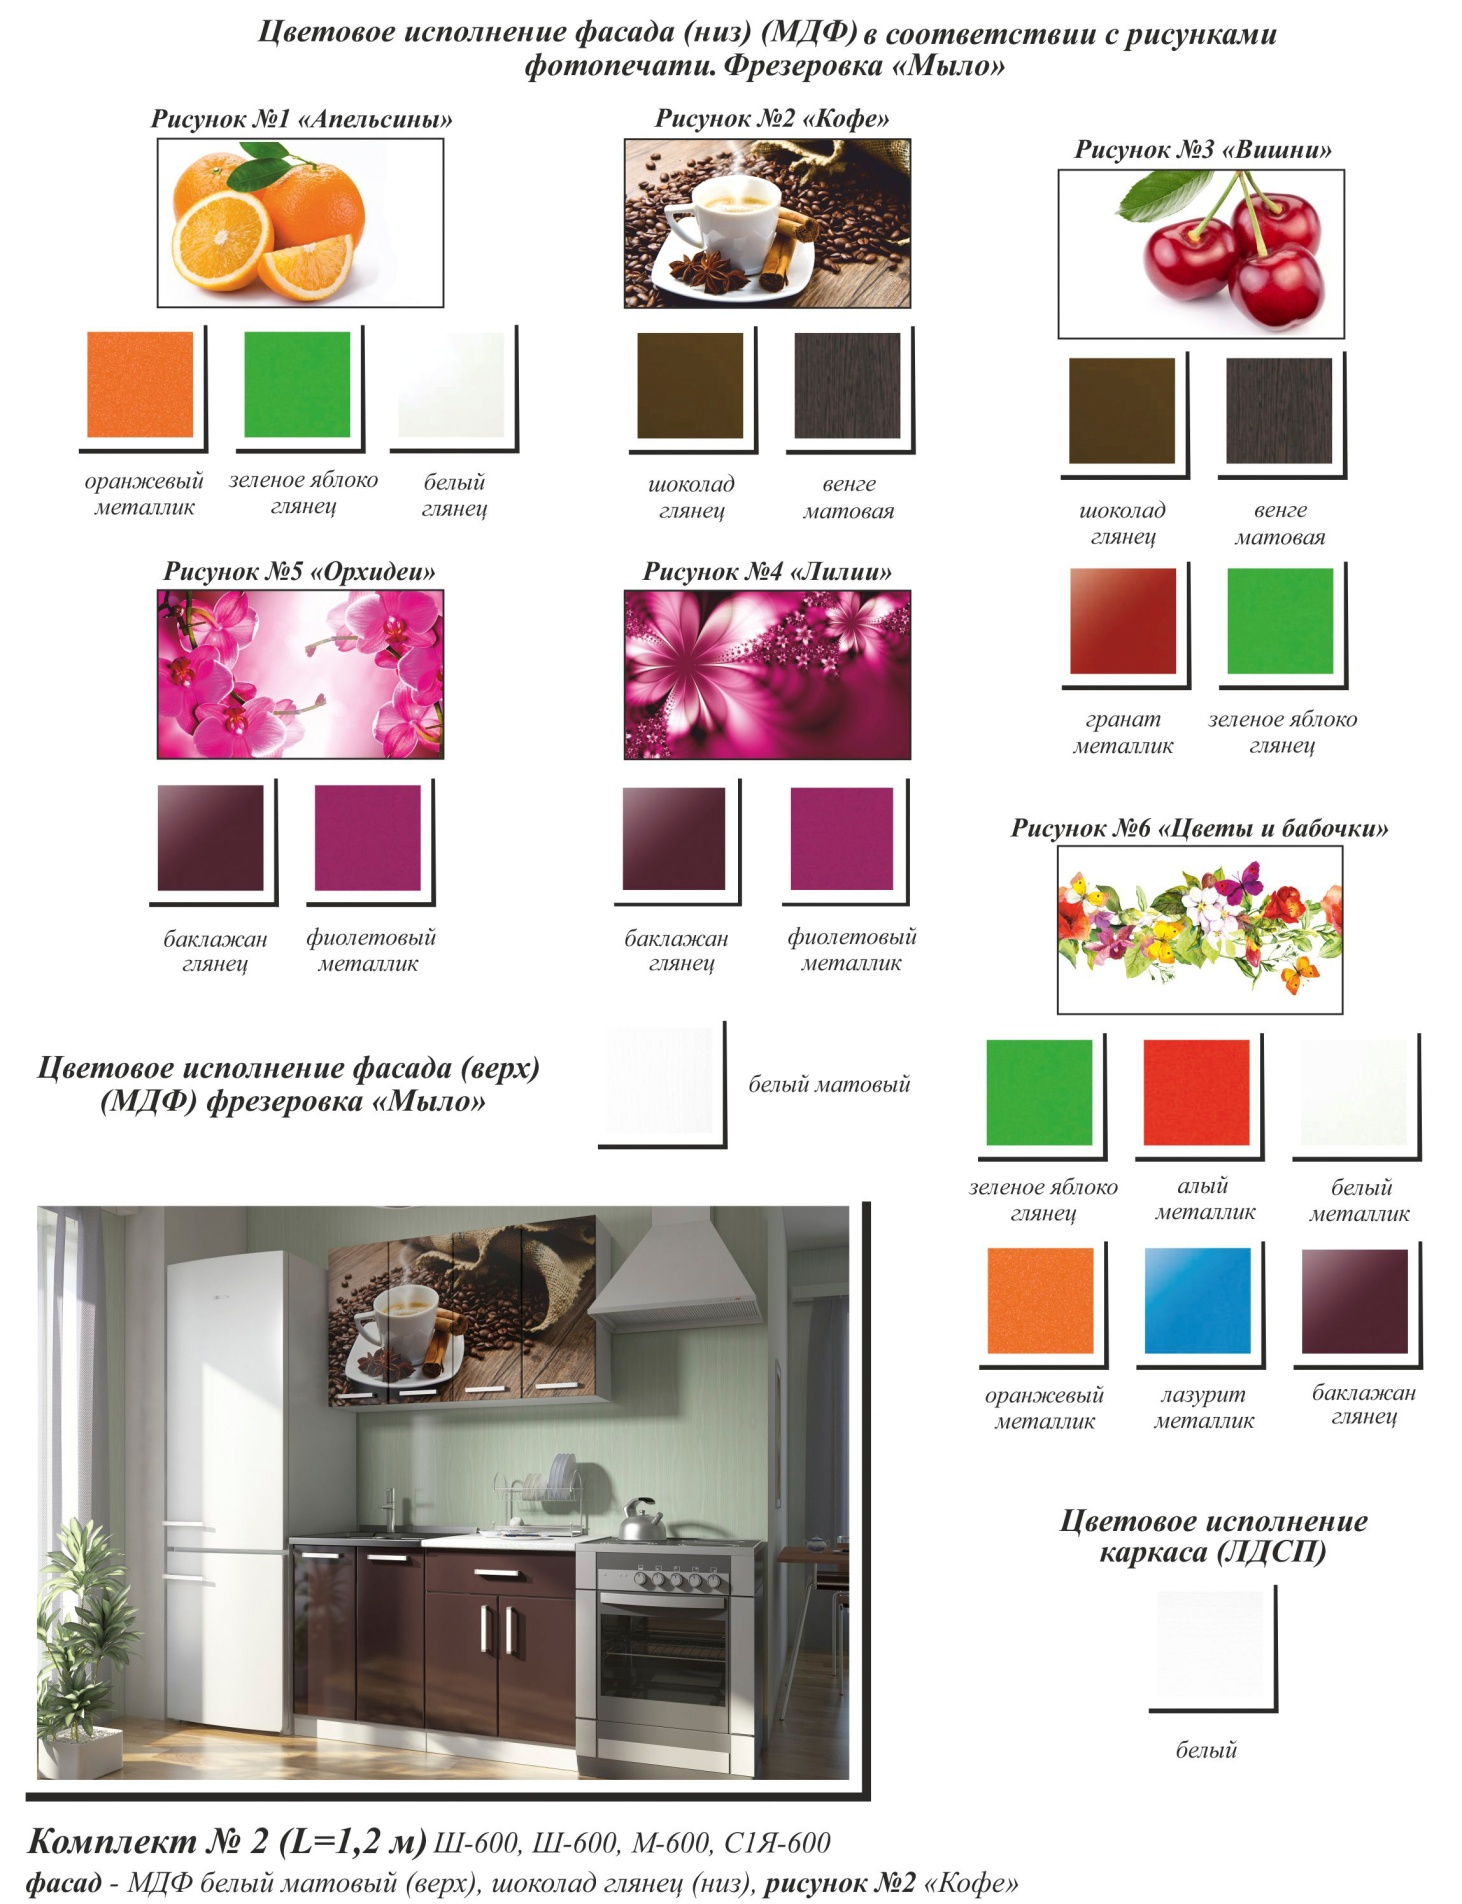 Цветовое исполнение фасада (низ) (МДФ) в соответствии с рисунками
фотопечати. Фрезеровка «Мыло»
Рисунок №1 «Апельсины»
оранжевый
металлик
зеленое яблоко
глянец
белый
глянец
Рисунок №2 «Кофе»
шоколад
глянец
венге
матовая
Рисунок №3 «Вишни»
шоколад
глянец
венге
матовая
гранат
металлик
зеленое яблоко
глянец
Рисунок №5 «Орхидеи»
баклажан
глянец
фиолетовый
металлик
Рисунок №4 «Лилии»
баклажан
глянец
фиолетовый
металлик
Рисунок №6 «Цветы и бабочки»
зеленое яблоко
глянец
алый
металлик
белый
металлик
оранжевый
металлик
лазурит
металлик
баклажан
глянец
Цветовое исполнение фасада (верх)
(МДФ) фрезеровка «Мыло»
белый матовый
Цветовое исполнение
каркаса (ЛДСП)
белый
Комплект № 2 (L=1,2 м) Ш-600, Ш-600, М-600, С1Я-600
фасад - МДФ белый матовый (верх), шоколад глянец (низ), рисунок №2 «Кофе»